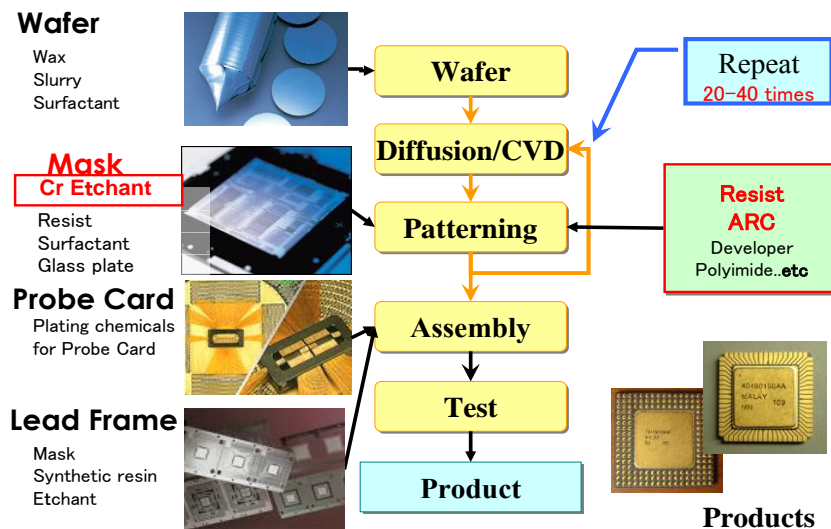 Wafer
Wax
Slurry
Surfactant
Mask
Cr Etchant
Resist
Surfactant
Glass plate
Probe Card
Plating chemicals
for Probe Card
Lead Frame
Mask
Synthetic resin
Etchant
Wafer
Diffusion/CVD
Patterning
Assembly
Test
Product
Repeat
20-40 times
Resist
ARC
Developer
Polyimide..etc
MALAY
Products